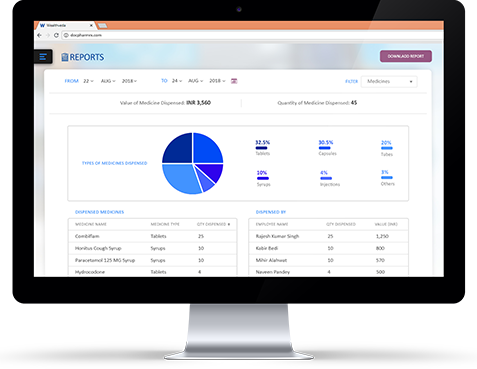 docpharmrx.com
REPORTS
DOWNLOAD REPORT
FROM 22 AUG 2018 TO 24 AUG 2018 FILTER Medicines
Value of Medicine Dispensed: INR 3,560 Quantity of Medicine Dispensed: 45
TYPES OF MEDICINES DISPENSED
32.5% 30.5% 20%
Tablets Capsules Tubes
10% 4% 3%
Syrups Injections Others
DISPENSED MEDICINES DISPENSED BY
MEDICINE NAME MEDICINE TYPE QTY DISPENSED EMPLOYEE NAME QTY DISPENSED VALUE (INR)
Combiflam Tablets 25 Rajesh Kumar Singh 25 1,250
Honitus Cough Syrup Syrups 10 Kabir Bedi 10 800
Paracetamol 125 MG Syrup Syrups 10 Mihir Ahlawat 10 570
Hydrocodone Tablets 4 Naveen Pandey 4 500